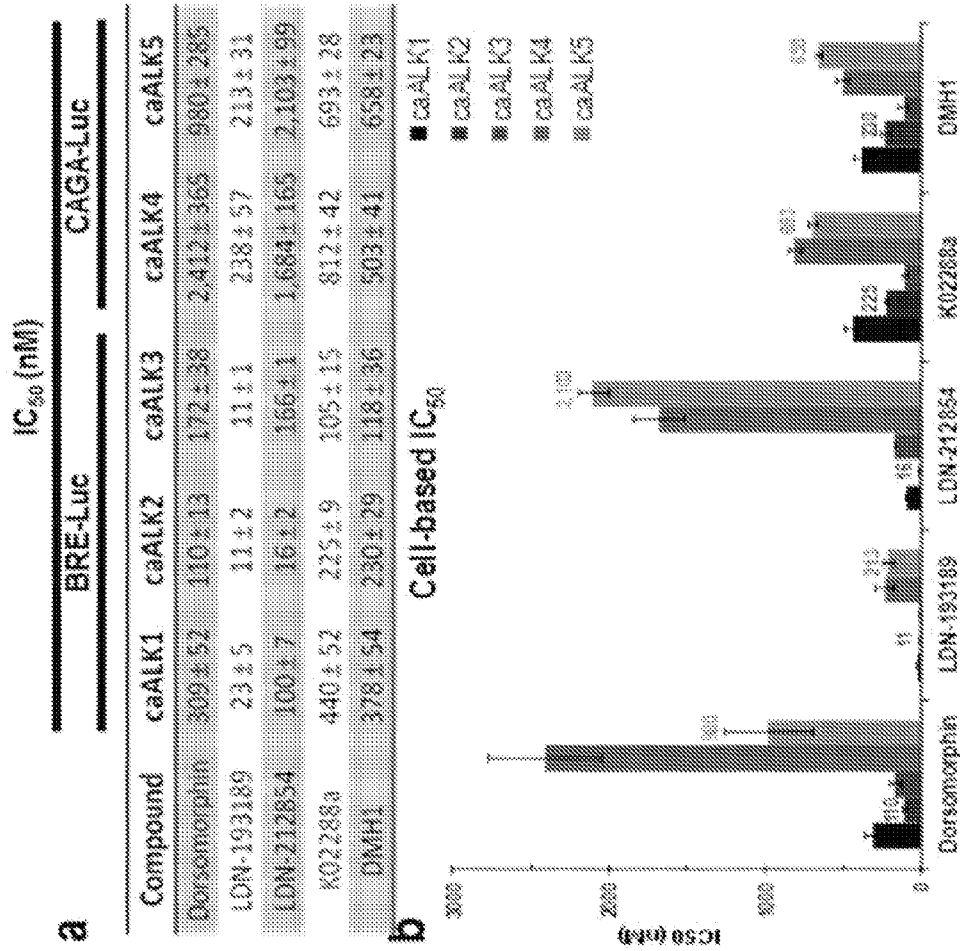 a
IC50 (nM)
BRE-Luc CAGA-Luc
Compound caALK1 caALK2 caALK3 caALK4 caALK5
Dorsomorphin 309±52 110±13 172±38 2,412±365 980±285
LDN-193189 23±5 11±2 11±1 238±57 213±31
LDN-212854 100±7 16±2 166±1 1,684±165 2,103±99
K02288a 440±52 225±9 105±15 812±42 693±28
DMH1 378±54 230±29 118±36 503±41 658±23
b
Cell-based IC50
caALK1
caALK2
caALK3
caALK4
caALK5
IC50 (nM)
3000
2000
1000
0
110
11 213
16
225
230
Dorsomorphin LDN-193189 LDN-212854 K02288a DMH1